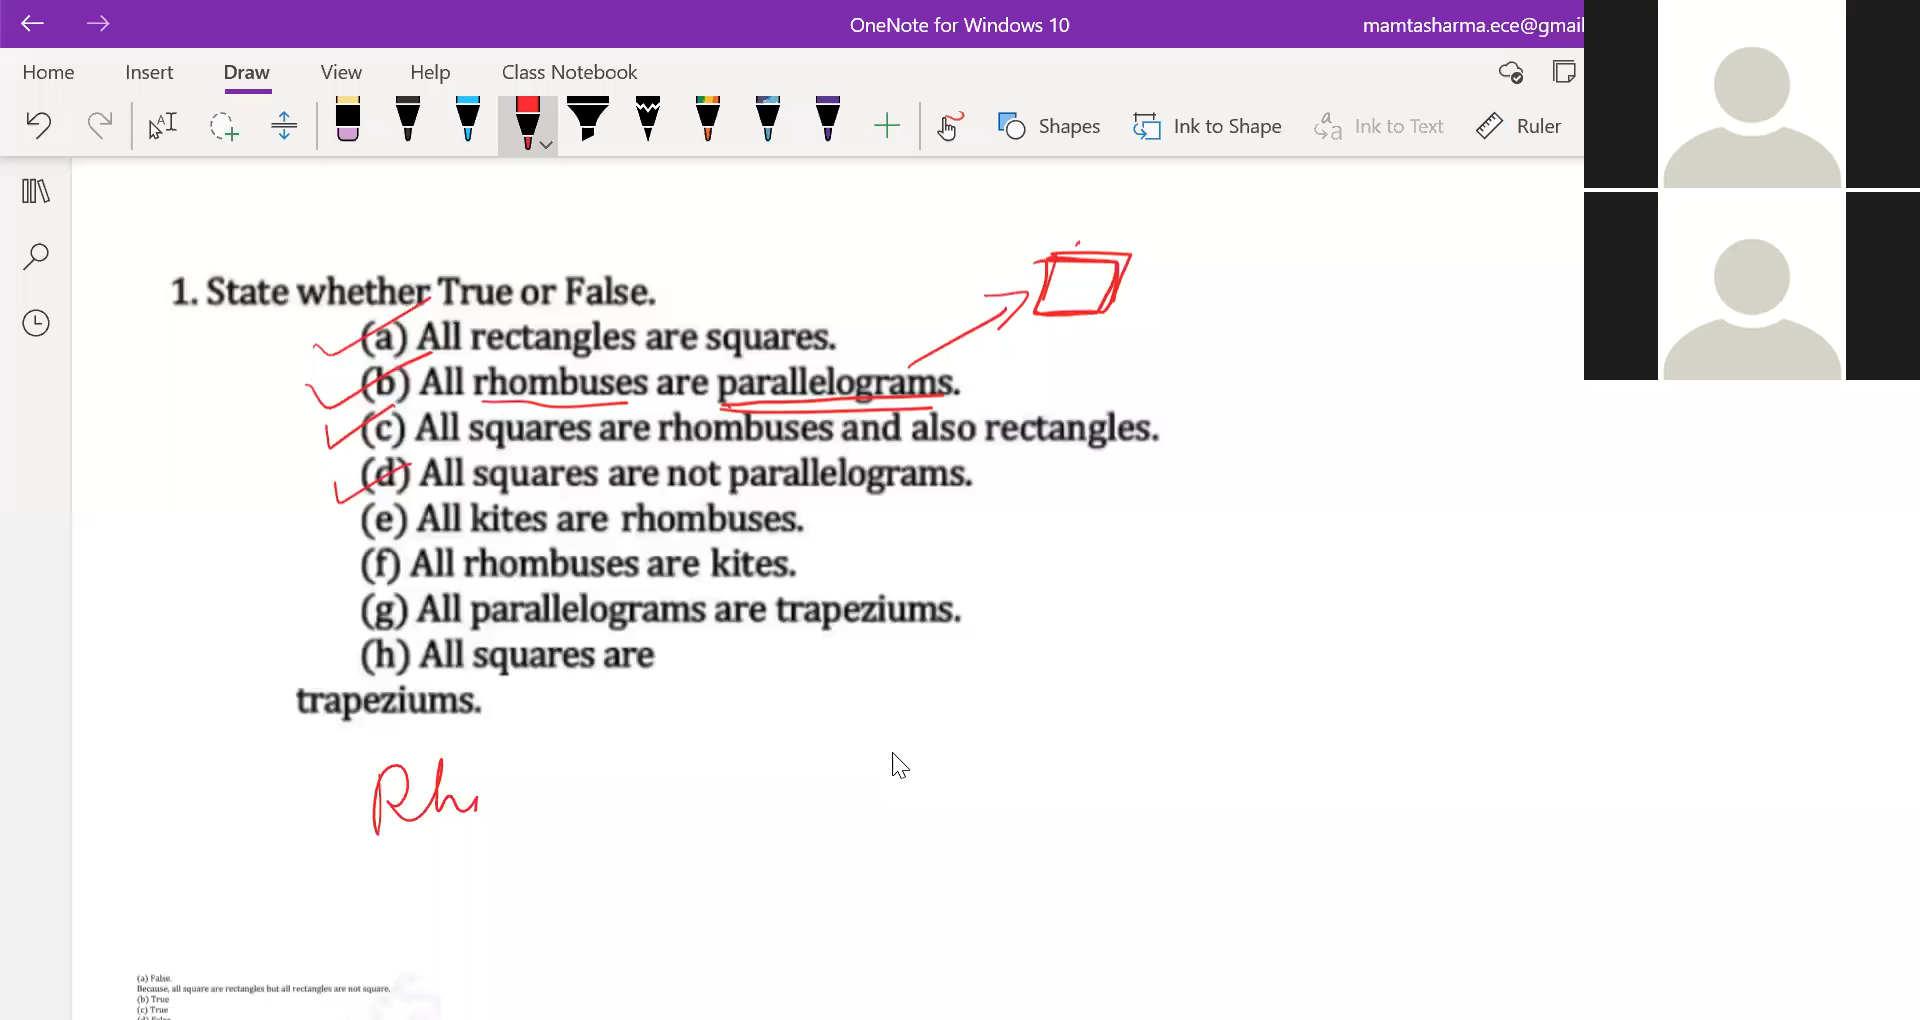 OneNote for Windows 10
mamtasharma.ece@gmail
Home Insert Draw View Help Class Notebook
Shapes Ink to Shape Ink to Text Ruler
1. State whether True or False.
(a) All rectangles are squares.
(b) All rhombuses are parallelograms.
(c) All squares are rhombuses and also rectangles.
(d) All squares are not parallelograms.
(e) All kites are rhombuses.
(f) All rhombuses are kites.
(g) All parallelograms are trapeziums.
(h) All squares are
trapeziums.
Rh
(a) False.
Because, all square are rectangles but all rectangles are not square.
(b) True
(c) True